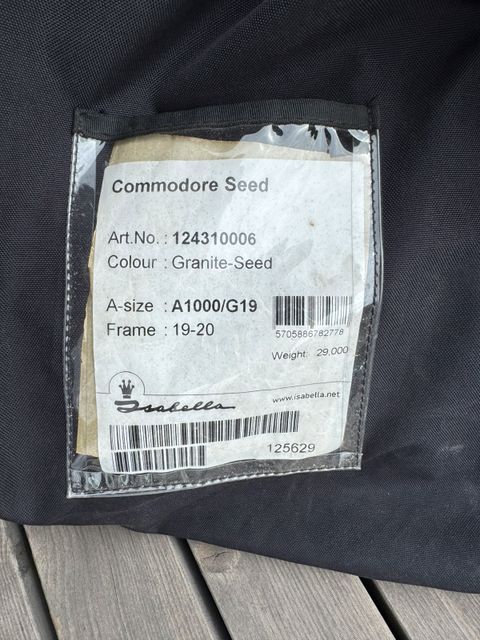 Commodore Seed
Art.No. : 124310006
Colour : Granite-Seed
A-size : A1000/G19
Frame : 19-20
5705886782778
Weight: 29,000
Isabella
www.isabella.net
125629